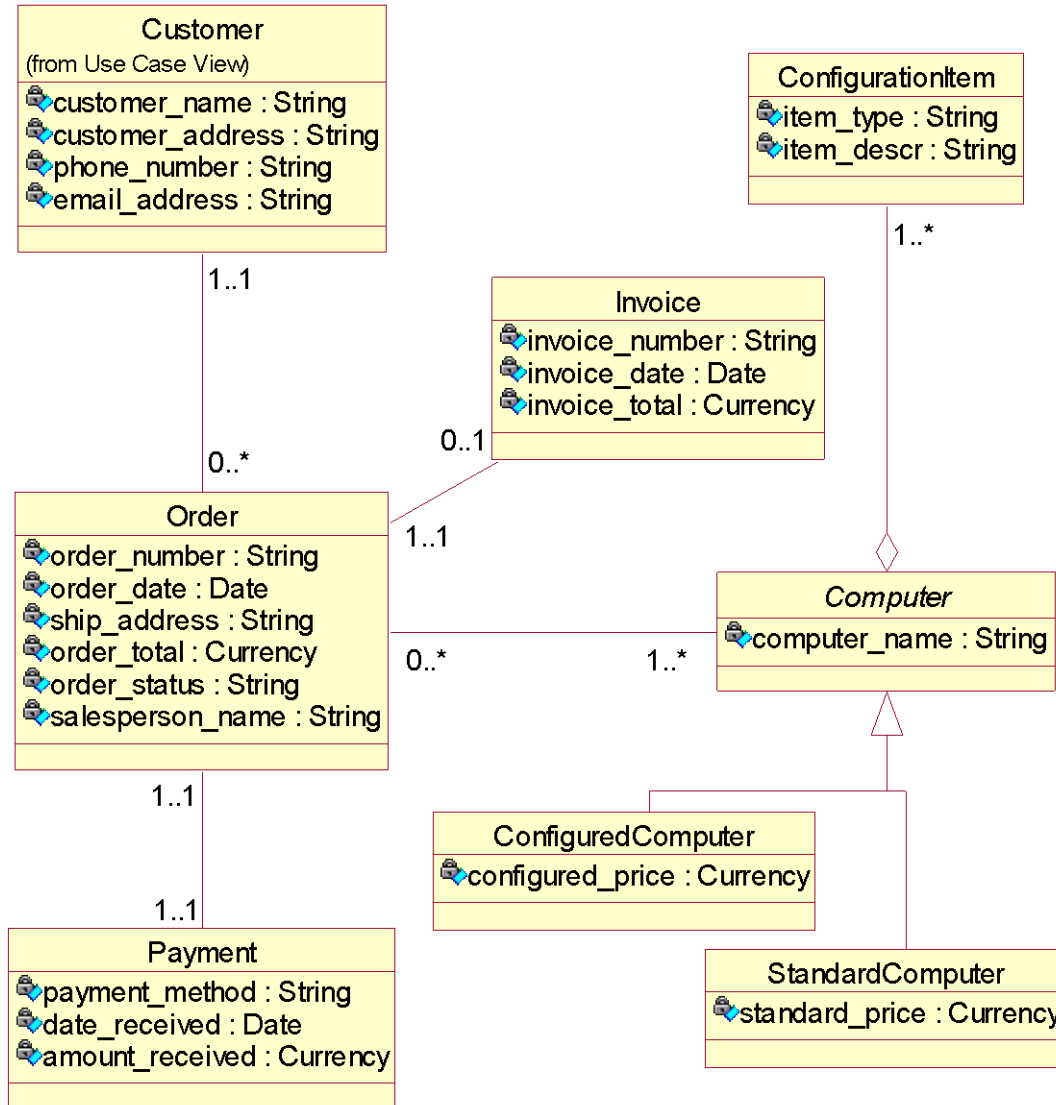 Customer
(from Use Case View)
customer_name : String
customer_address : String
phone_number : String
email_address : String
ConfigurationItem
item_type : String
item_descr : String
1..1
1..*
Invoice
invoice_number : String
invoice_date : Date
invoice_total : Currency
0..1
0..*
1..1
Order
order_number : String
order_date : Date
ship_address : String
order_total : Currency
order_status : String
salesperson_name : String
0..*
1..*
Computer
computer_name : String
1..1
1..1
ConfiguredComputer
configured_price : Currency
Payment
payment_method : String
date_received : Date
amount_received : Currency
StandardComputer
standard_price : Currency